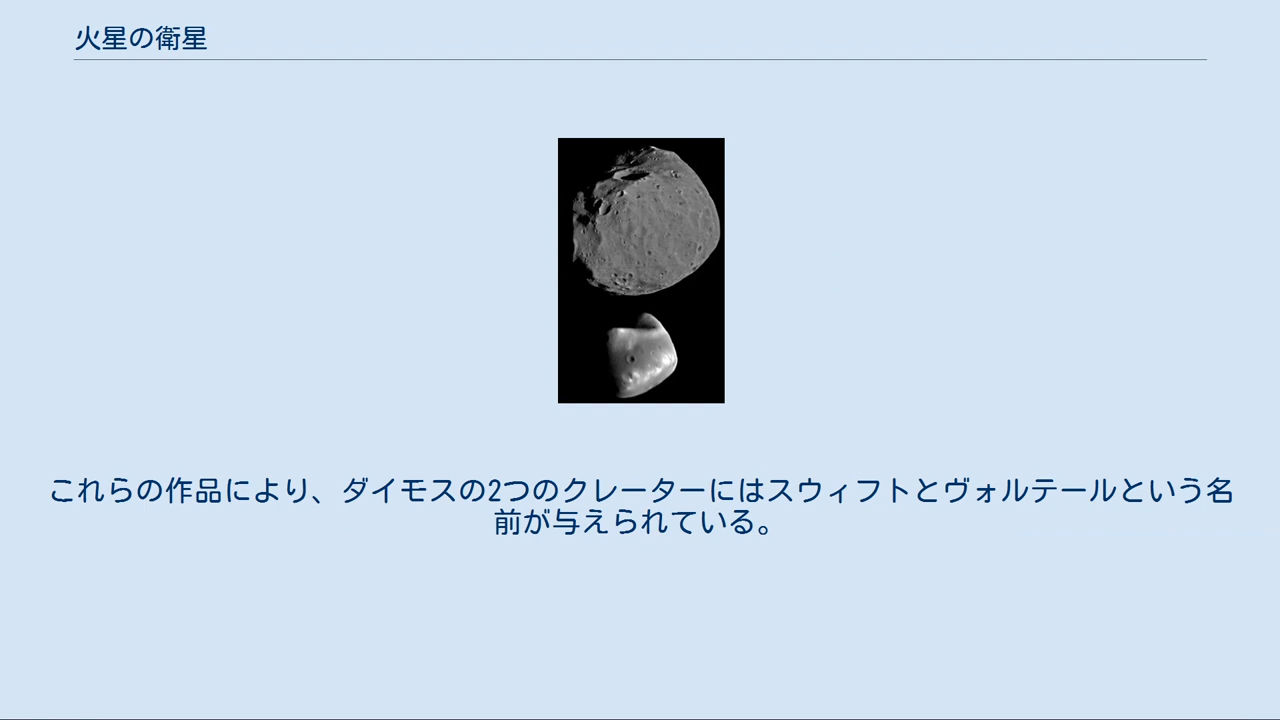 火星の衛星
これらの作品により、ダイモスの2つのクレーターにはスウィフトとヴォルテールという名
前が与えられている。